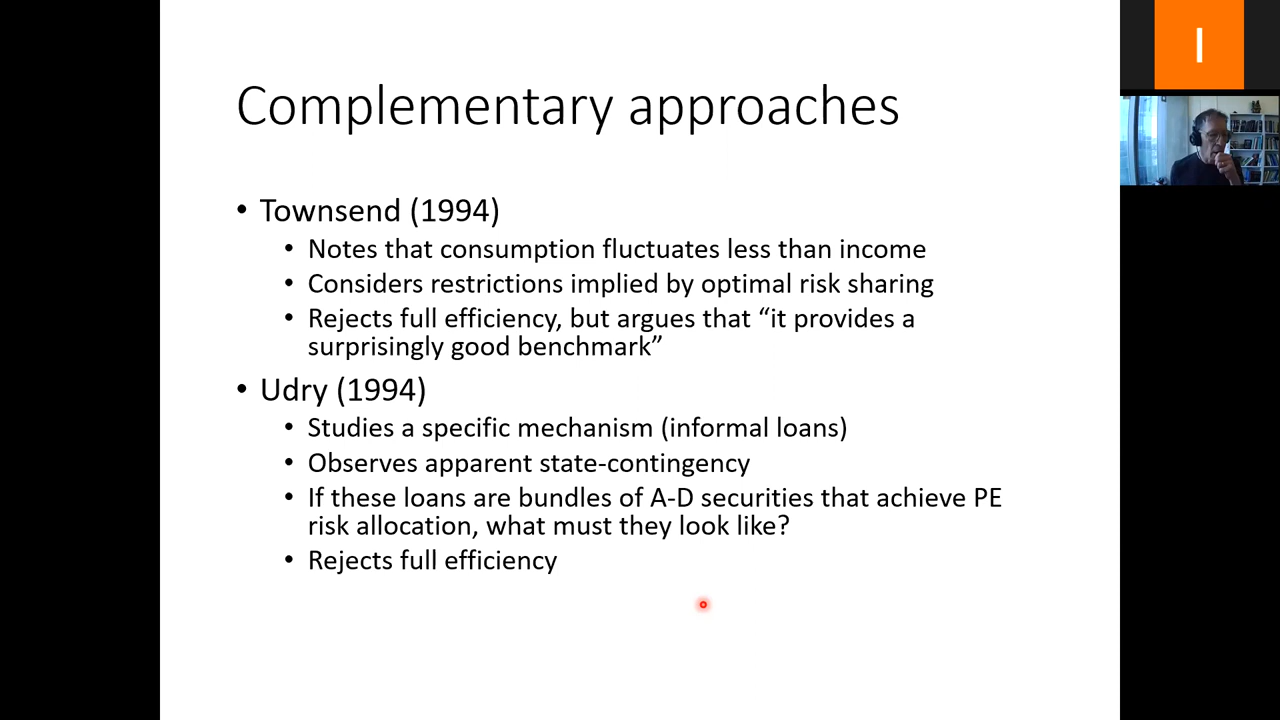 Complementary approaches
• Townsend (1994)
• Notes that consumption fluctuates less than income
• Considers restrictions implied by optimal risk sharing
• Rejects full efficiency, but argues that “it provides a
surprisingly good benchmark”
• Udry (1994)
• Studies a specific mechanism (informal loans)
• Observes apparent state-contingency
• If these loans are bundles of A-D securities that achieve PE
risk allocation, what must they look like?
• Rejects full efficiency
I